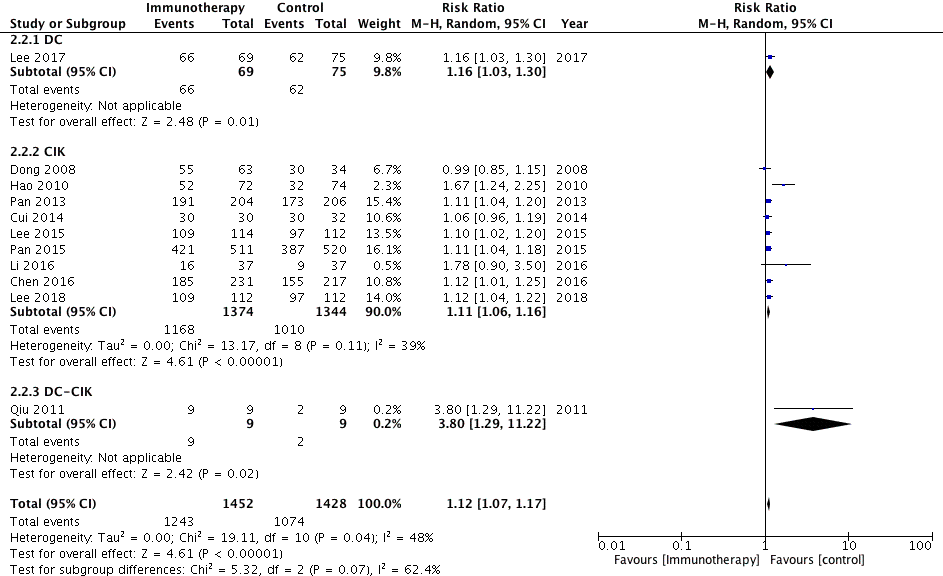 Immunotherapy Control Risk Ratio Risk Ratio
Study or Subgroup Events Total Events Total Weight M-H, Random, 95% CI Year M-H, Random, 95% CI
2.2.1 DC
Lee 2017 66 69 62 75 9.8% 1.16 [1.03, 1.30] 2017
Subtotal (95% CI) 69 75 9.8% 1.16 [1.03, 1.30]
Total events 66 62
Heterogeneity: Not applicable
Test for overall effect: Z = 2.48 (P = 0.01)
2.2.2 CIK
Dong 2008 55 63 30 34 6.7% 0.99 [0.85, 1.15] 2008
Hao 2010 52 72 32 74 2.3% 1.67 [1.24, 2.25] 2010
Pan 2013 191 204 173 206 15.4% 1.11 [1.04, 1.20] 2013
Cui 2014 30 30 30 32 10.6% 1.06 [0.96, 1.19] 2014
Lee 2015 109 114 97 112 13.5% 1.10 [1.02, 1.20] 2015
Pan 2015 421 511 387 520 16.1% 1.11 [1.04, 1.18] 2015
Li 2016 16 37 9 37 0.5% 1.78 [0.90, 3.50] 2016
Chen 2016 185 231 155 217 10.8% 1.12 [1.01, 1.25] 2016
Lee 2018 109 112 97 112 14.0% 1.12 [1.04, 1.22] 2018
Subtotal (95% CI) 1374 1344 90.0% 1.11 [1.06, 1.16]
Total events 1168 1010
Heterogeneity: Tau² = 0.00; Chi² = 13.17, df = 8 (P = 0.11); I² = 39%
Test for overall effect: Z = 4.61 (P < 0.00001)
2.2.3 DC-CIK
Qiu 2011 9 9 2 9 0.2% 3.80 [1.29, 11.22] 2011
Subtotal (95% CI) 9 9 0.2% 3.80 [1.29, 11.22]
Total events 9 2
Heterogeneity: Not applicable
Test for overall effect: Z = 2.42 (P = 0.02)
Total (95% CI) 1452 1428 100.0% 1.12 [1.07, 1.17]
Total events 1243 1074
Heterogeneity: Tau² = 0.00; Chi² = 19.11, df = 10 (P = 0.04); I² = 48%
Test for overall effect: Z = 4.61 (P < 0.00001)
Test for subgroup differences: Chi² = 5.32, df = 2 (P = 0.07), I² = 62.4%
0.01 0.1 1 10 100
Favours [Immunotherapy] Favours [control]